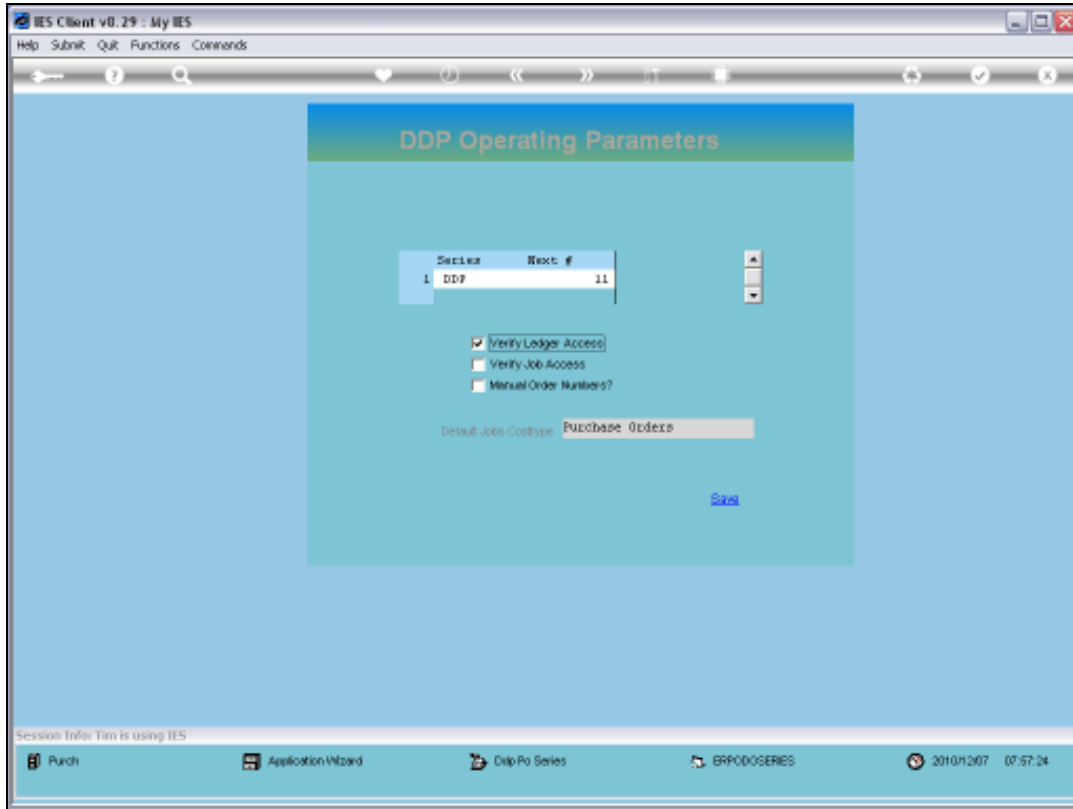 IES Client v8.29 : My IES
Help Submit Quit Functions Commands
DDP Operating Parameters
Series Next #
1 DDP 11
Verify Ledger Access
Verify Job Access
Manual Order Numbers?
Default Jobs Costtype Purchase Orders
Save
Session Info: Tim is using IES
Purch Application Wizard Ddp Po Series ERPODOSERIES 2010/12/07 07:57:24